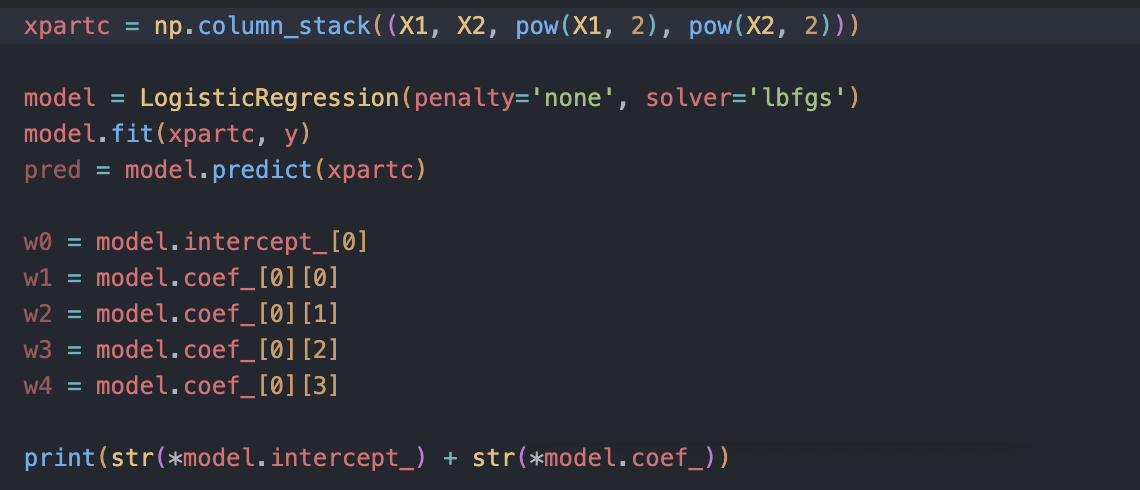 xpartc = np.column_stack((X1, X2, pow(X1, 2), pow(X2, 2)))
model = LogisticRegression(penalty='none', solver='lbfgs')
model.fit(xpartc, y)
pred = model.predict(xpartc)
w0 = model.intercept_[0]
w1 = model.coef_[0][0]
w2 = model.coef_[0][1]
w3 = model.coef_[0][2]
w4 = model.coef_[0][3]
print(str(*model.intercept_) + str(*model.coef_))